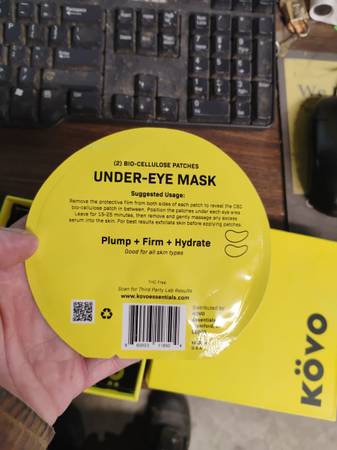 (2) BIO-CELLULOSE PATCHES
UNDER-EYE MASK
Suggested Usage:
Remove the protective film from both sides of each patch to reveal the CBD
bio-cellulose patch in between. Position the patches under each eye area.
Leave for 15-25 minutes, then remove and gently massage any excess
serum into the skin. For best results exfoliate skin before applying patches.
Plump + Firm + Hydrate
Good for all skin types
THC Free
Scan for Third Party Lab Results
www.kovoessentials.com
Distributed by
KOVO
Essentials
KÖVO